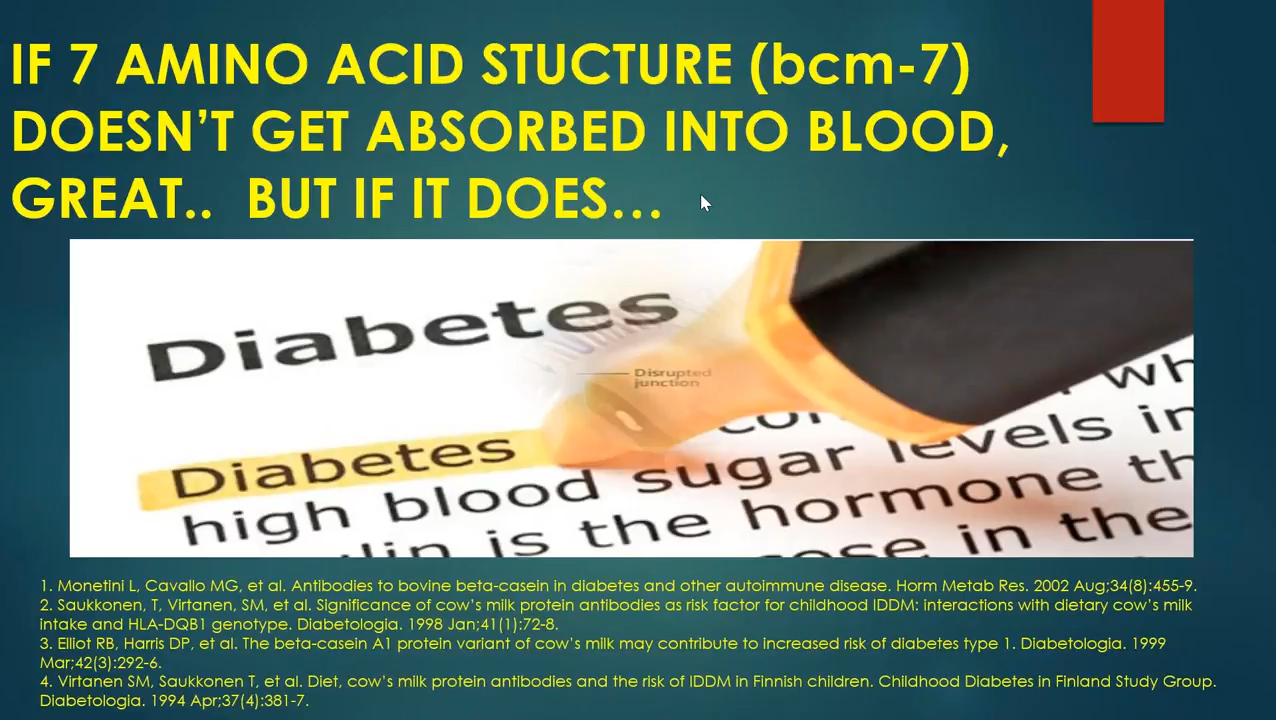 IF 7 AMINO ACID STUCTURE (bcm-7)
DOESN'T GET ABSORBED INTO BLOOD,
GREAT.. BUT IF IT DOES…
Diabetes
Disrupted
junction
wh
con
Diabetes
high blood sugar levels in
is the hormone th
in the
1. Monetini L, Cavallo MG, et al. Antibodies to bovine beta-casein in diabetes and other autoimmune disease. Horm Metab Res. 2002 Aug;34(8):455-9.
2. Saukkonen, T, Virtanen, SM, et al. Significance of cow's milk protein antibodies as risk factor for childhood IDDM: interactions with dietary cow's milk
intake and HLA-DQB1 genotype. Diabetologia. 1998 Jan;41(1):72-8.
3. Elliot RB, Harris DP, et al. The beta-casein A1 protein variant of cow's milk may contribute to increased risk of diabetes type 1. Diabetologia. 1999
Mar;42(3):292-6.
4. Virtanen SM, Saukkonen T, et al. Diet, cow's milk protein antibodies and the risk of IDDM in Finnish children. Childhood Diabetes in Finland Study Group.
Diabetologia. 1994 Apr;37(4):381-7.